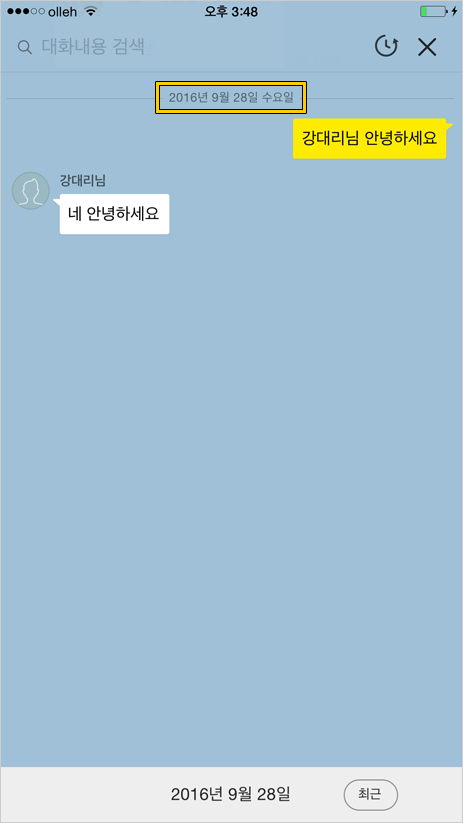 olleh
오후 3:48
대화내용 검색
2016년 9월 28일 수요일
강대리님 안녕하세요
강대리님
네 안녕하세요
2016년 9월 28일
최근